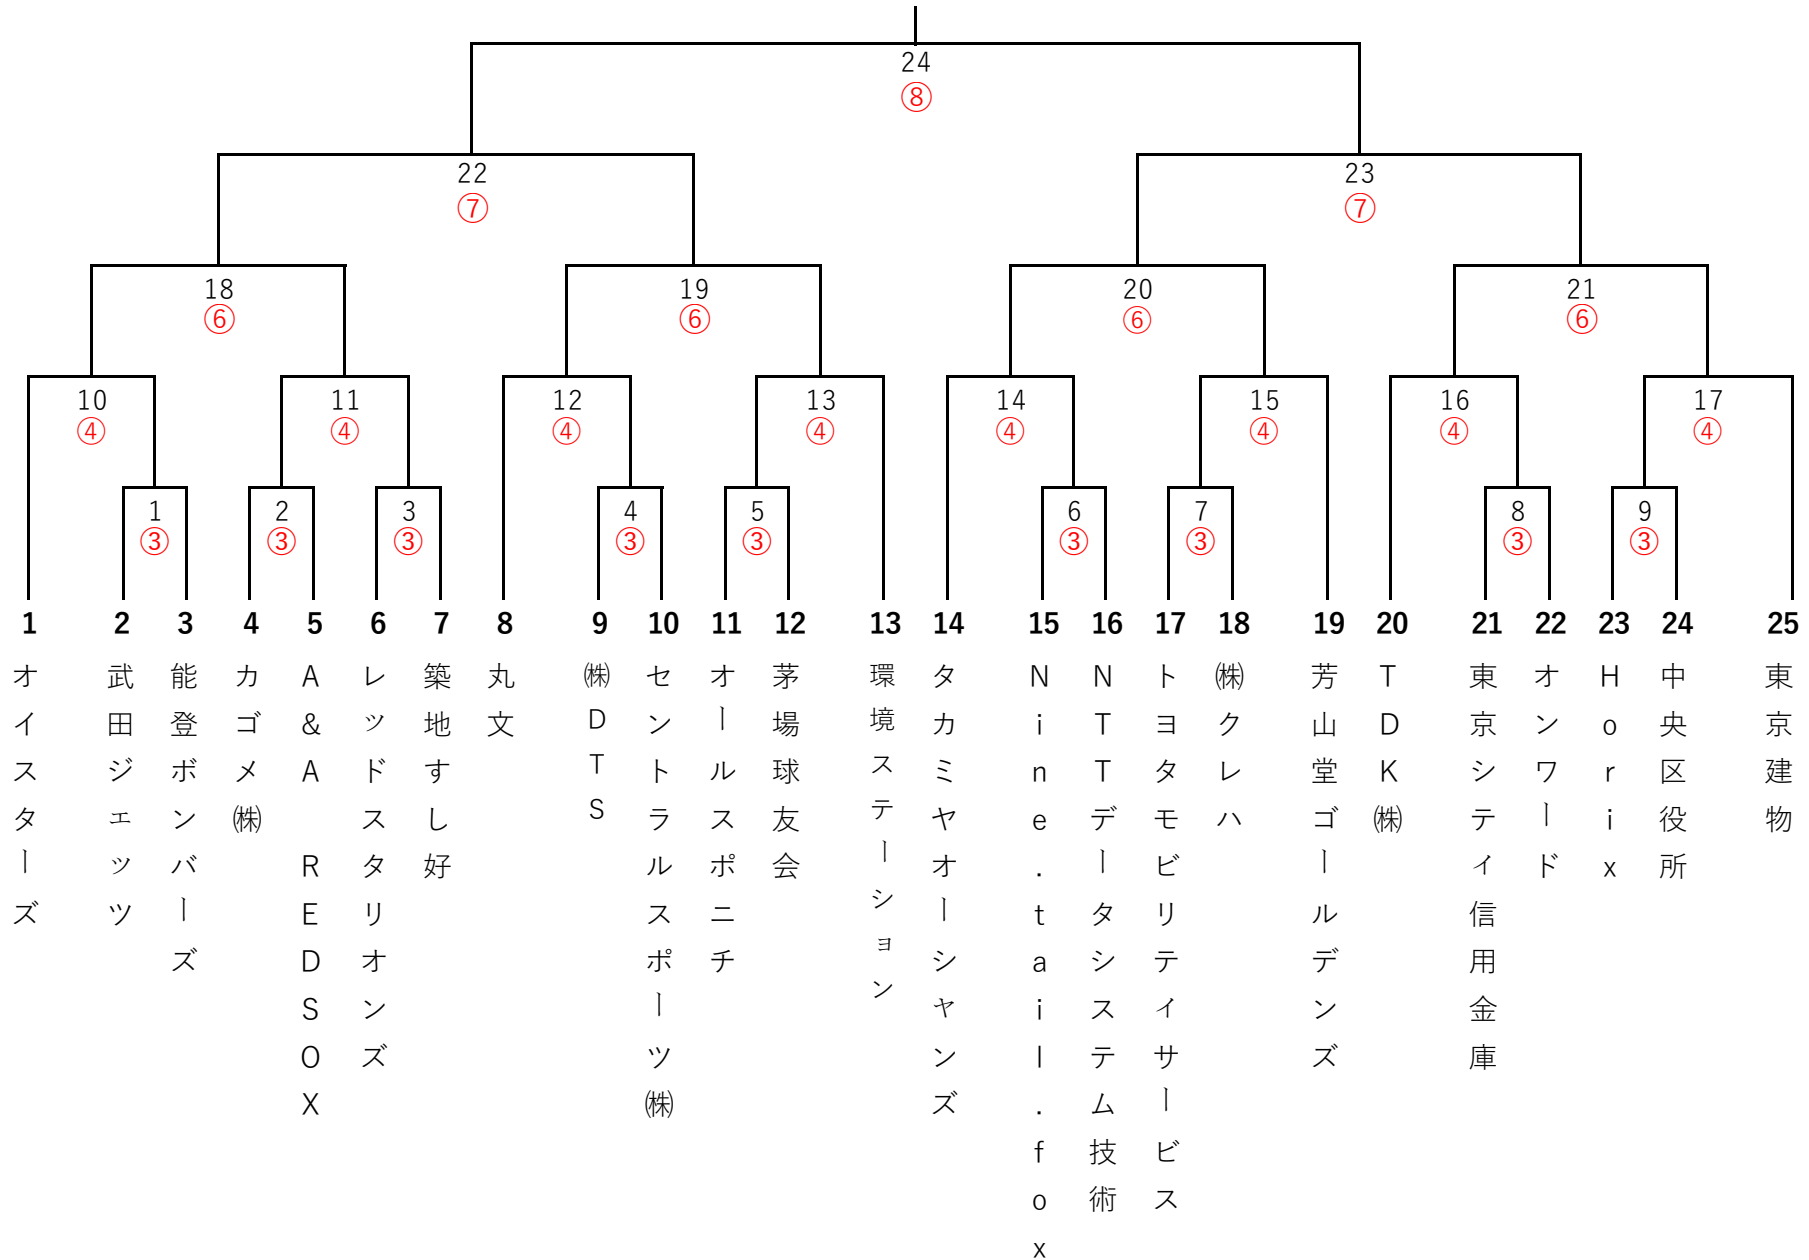 24
⑧
22
23
⑦
⑦
18
19
20
21
⑥
⑥
⑥
⑥
10
11
12
13
14
15
16
17
④
④
④
④
④
④
④
④
1
2
3
4
5
6
7
8
9
③
③
③
③
③
③
③
③
③
1
2
3
4
5
6
7
8
9
10
11
12
13
14
15
16
17
18
19
20
21
22
23
24
25
オイスターズ
武田ジェッツ
能登ボンバーズ
カゴメ㈱
A&A REDSOX
レッドスタリオンズ
築地すし好
丸文
㈱DTS
セントラルスポーツ㈱
オールスポニチ
茅場球友会
環境ステーション
タカミヤオーシャンズ
Nine.tail.fox
NTTデータシステム技術
トヨタモビリティサービス
㈱クレハ
芳山堂ゴールデンズ
TDK㈱
東京シティ信用金庫
オンワード
Horix
中央区役所
東京建物